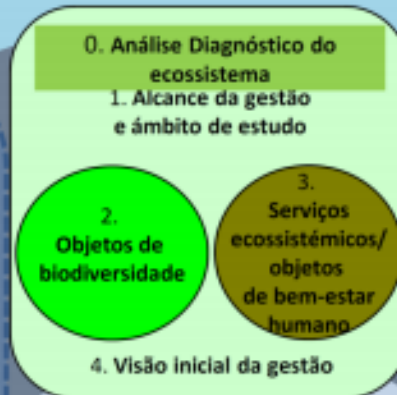 0. Análise Diagnóstico do
ecossistema
1. Alcance da gestão
e ámbito de estudo
2.
Objetos de
biodiversidade
3.
Serviços
ecossistémicos/
objetos
de bem-estar
humano
4. Visão inicial da gestão